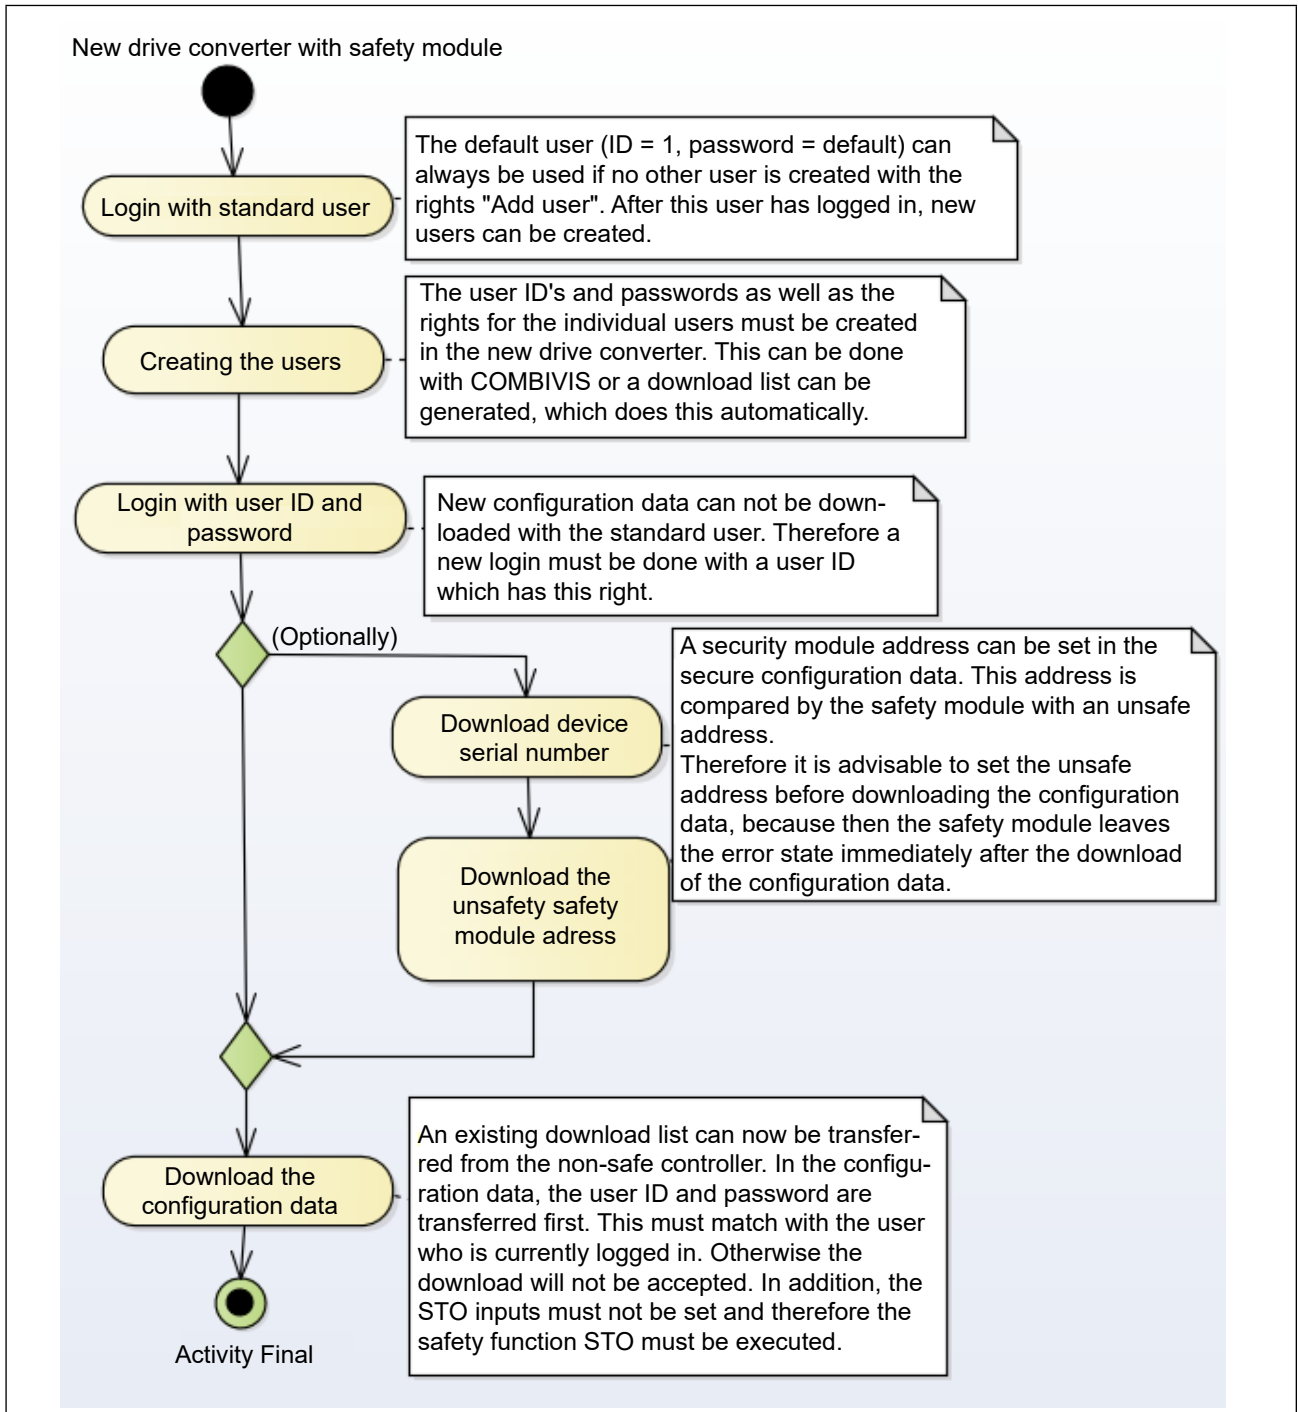 New drive converter with safety module
The default user (ID = 1, password = default) can
always be used if no other user is created with the
rights "Add user". After this user has logged in, new
users can be created.
Login with standard user
The user ID's and passwords as well as the
rights for the individual users must be created
in the new drive converter. This can be done
with COMBIVIS or a download list can be
generated, which does this automatically.
Creating the users
Login with user ID and
password
New configuration data can not be down-
loaded with the standard user. Therefore a
new login must be done with a user ID
which has this right.
(Optionally)
Download device
serial number
A security module address can be set in the
secure configuration data. This address is
compared by the safety module with an unsafe
address.
Therefore it is advisable to set the unsafe
address before downloading the configuration
data, because then the safety module leaves
the error state immediately after the download
of the configuration data.
Download the
unsafety safety
module adress
Download the
configuration data
An existing download list can now be transfer-
red from the non-safe controller. In the configu-
ration data, the user ID and password are
transferred first. This must match with the user
who is currently logged in. Otherwise the
download will not be accepted. In addition, the
STO inputs must not be set and therefore the
safety function STO must be executed.
Activity Final